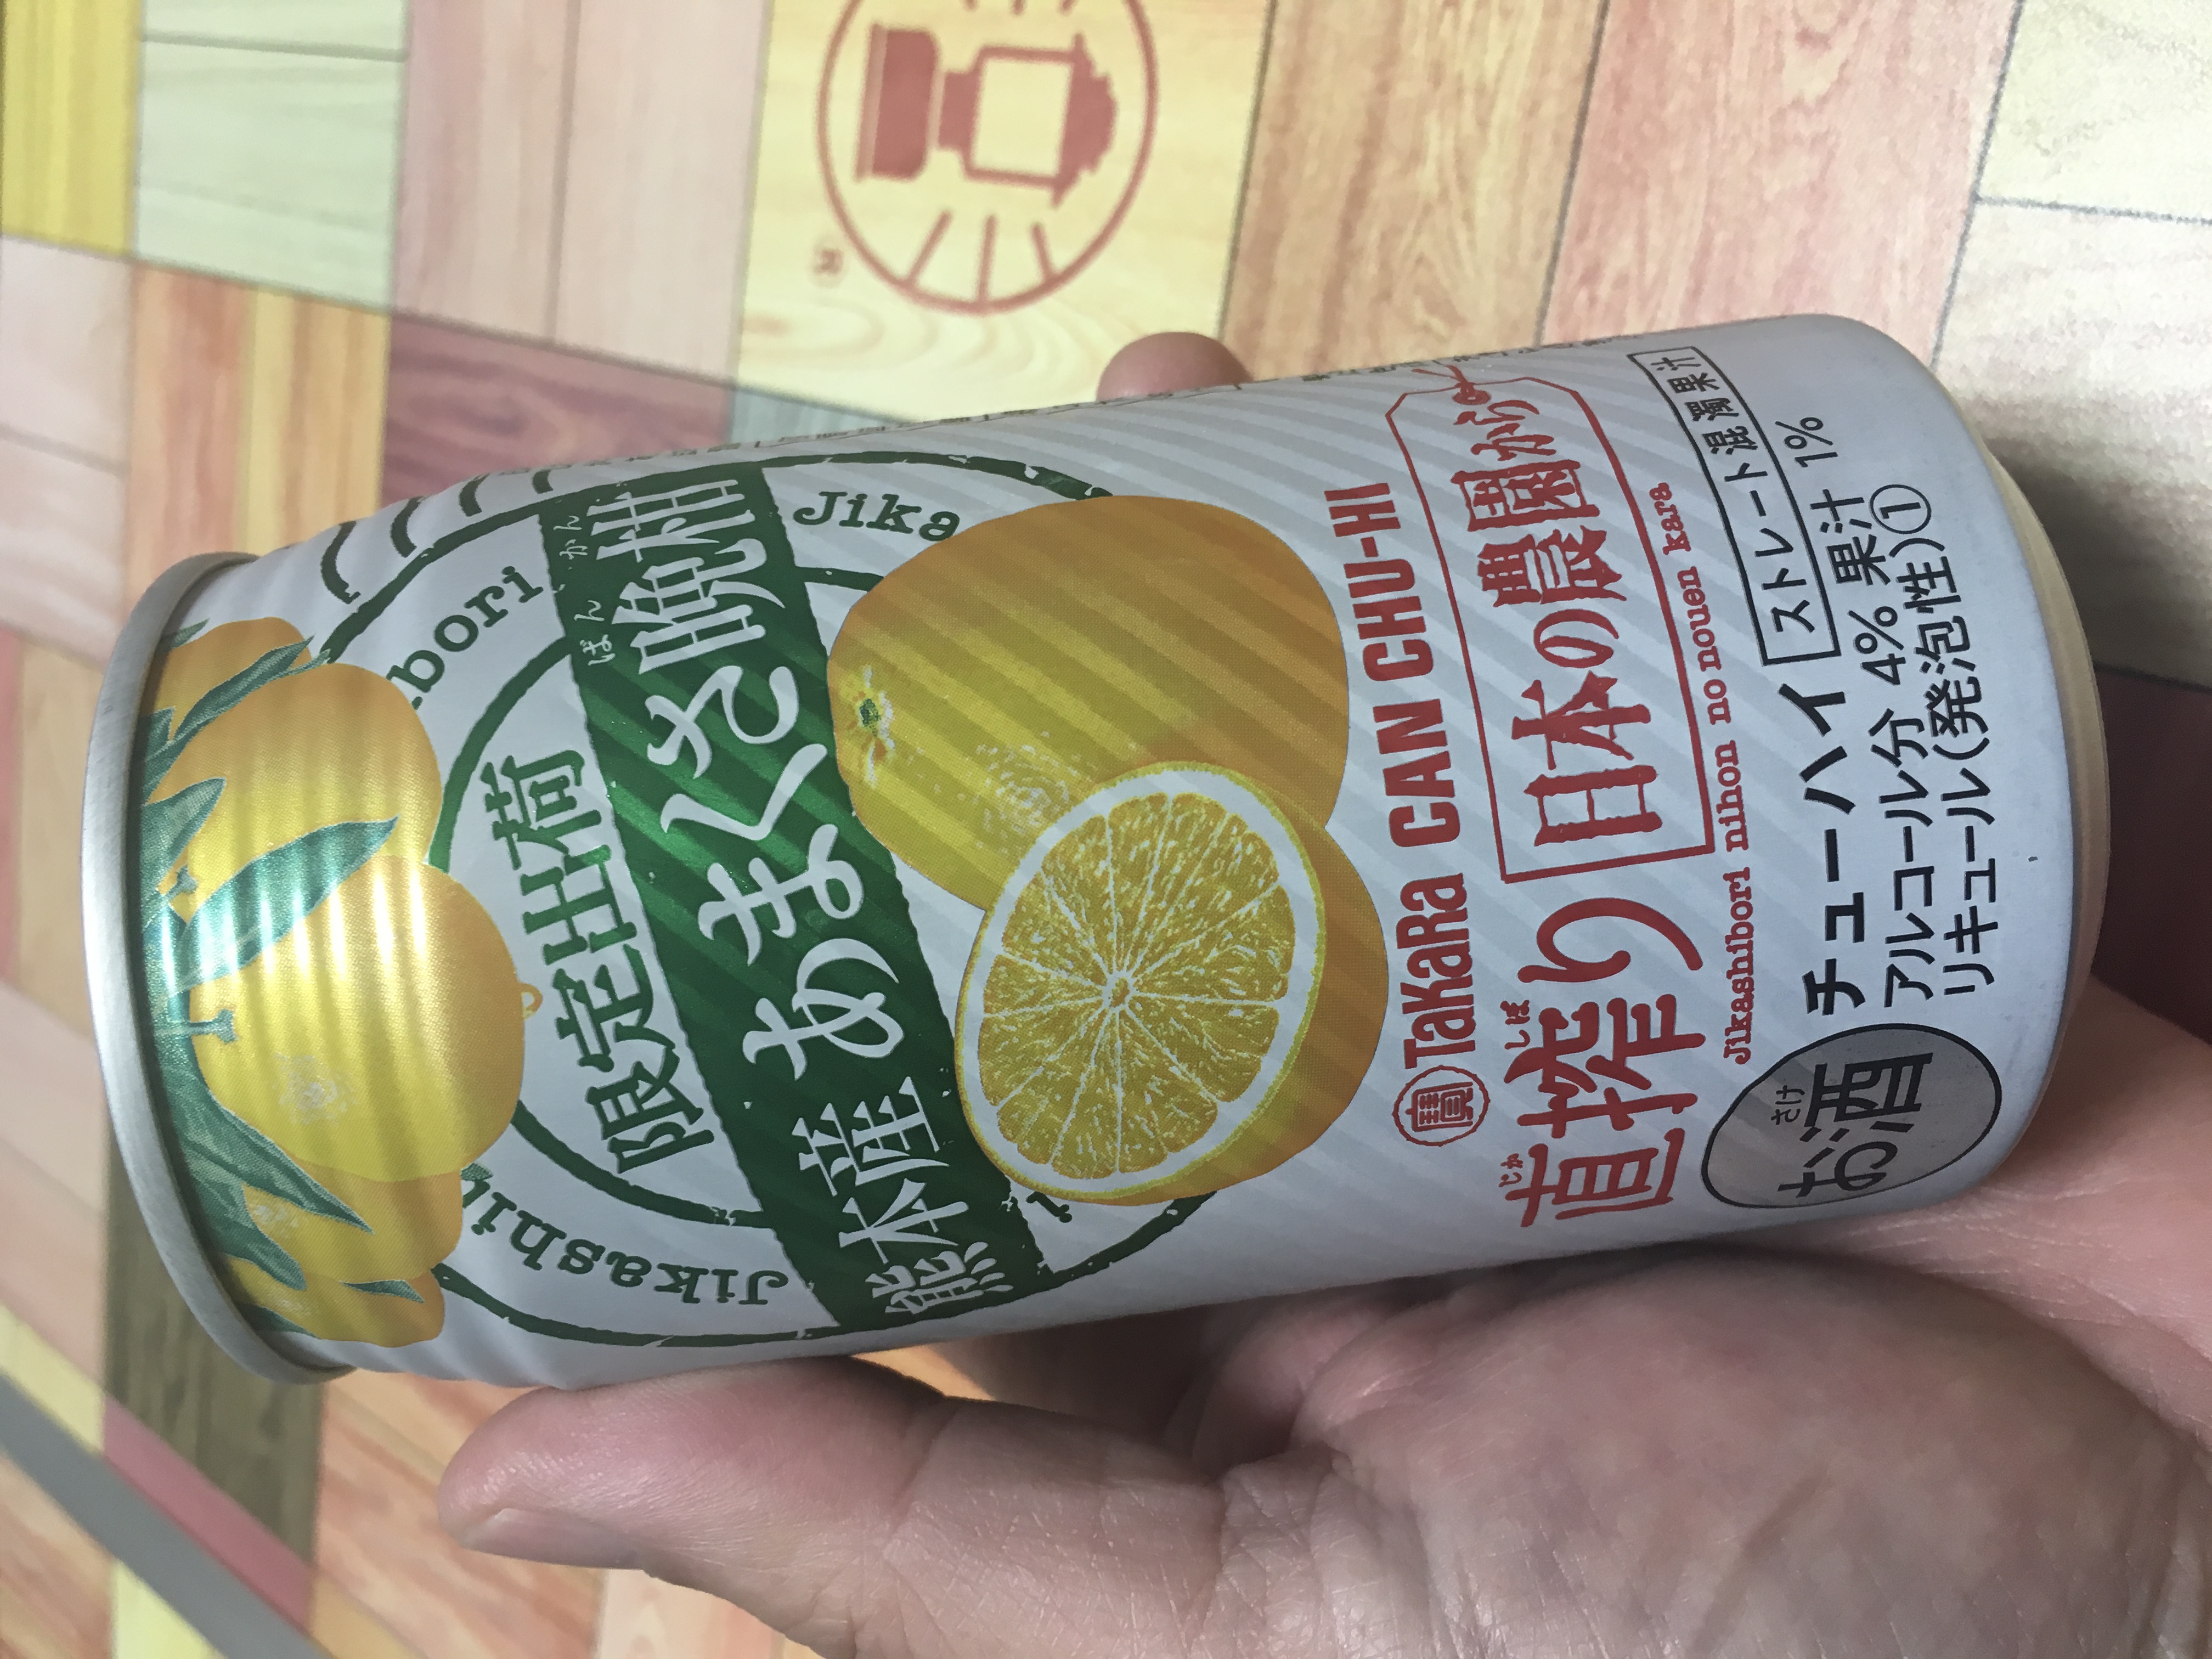 Jikashibori
Jika
限定出荷
熊本産 あまくさ晩柑
ばんかん
寶 TaKaRa CAN CHU-HI
直搾り 日本の農園から
じかしぼ
Jikashibori nihon no nouen kara
お酒
さけ
チューハイ ストレート混濁果汁
アルコール分 4% 果汁 1%
リキュール(発泡性)①